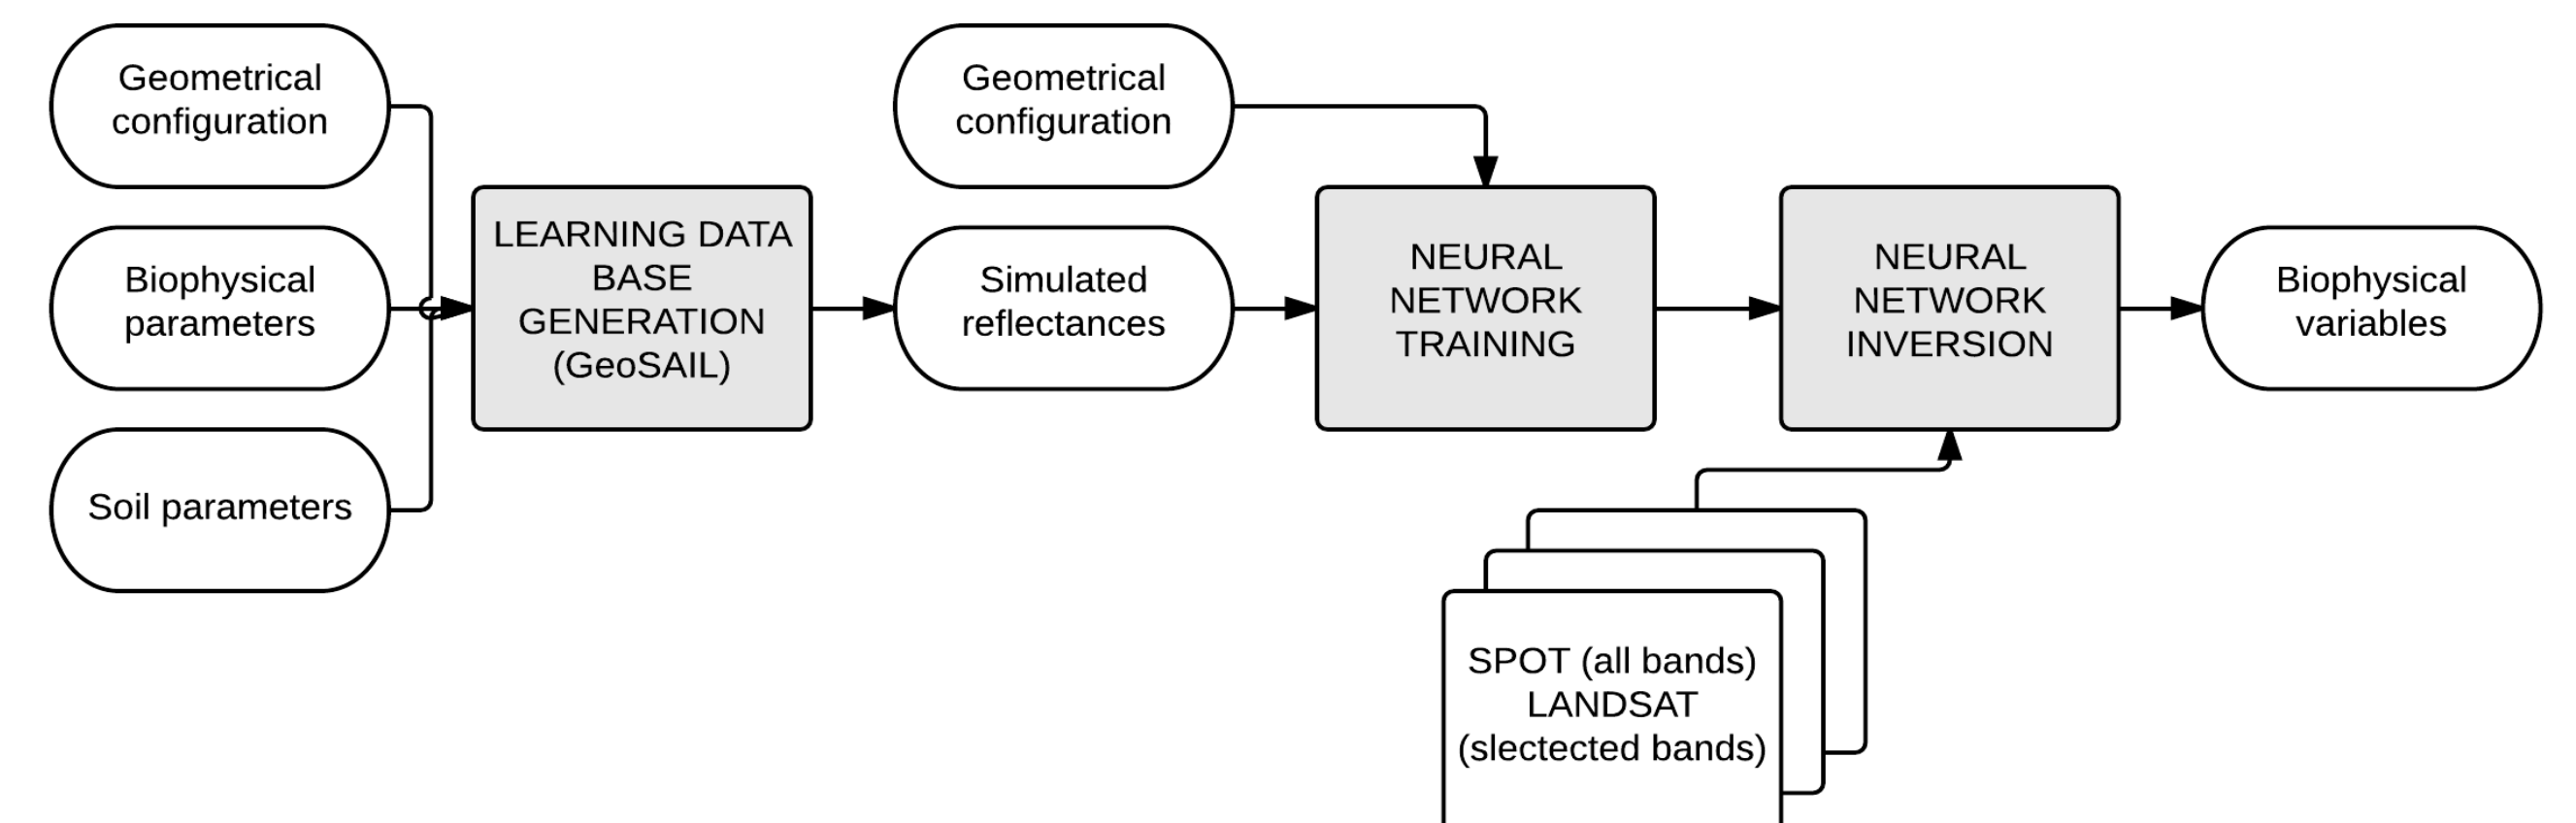 Geometrical
configuration
Biophysical
parameters
Soil parameters
LEARNING DATA
BASE
GENERATION
(GeoSAIL)
Geometrical
configuration
Simulated
reflectances
NEURAL
NETWORK
TRAINING
NEURAL
NETWORK
INVERSION
Biophysical
variables
SPOT (all bands)
LANDSAT
(slectected bands)